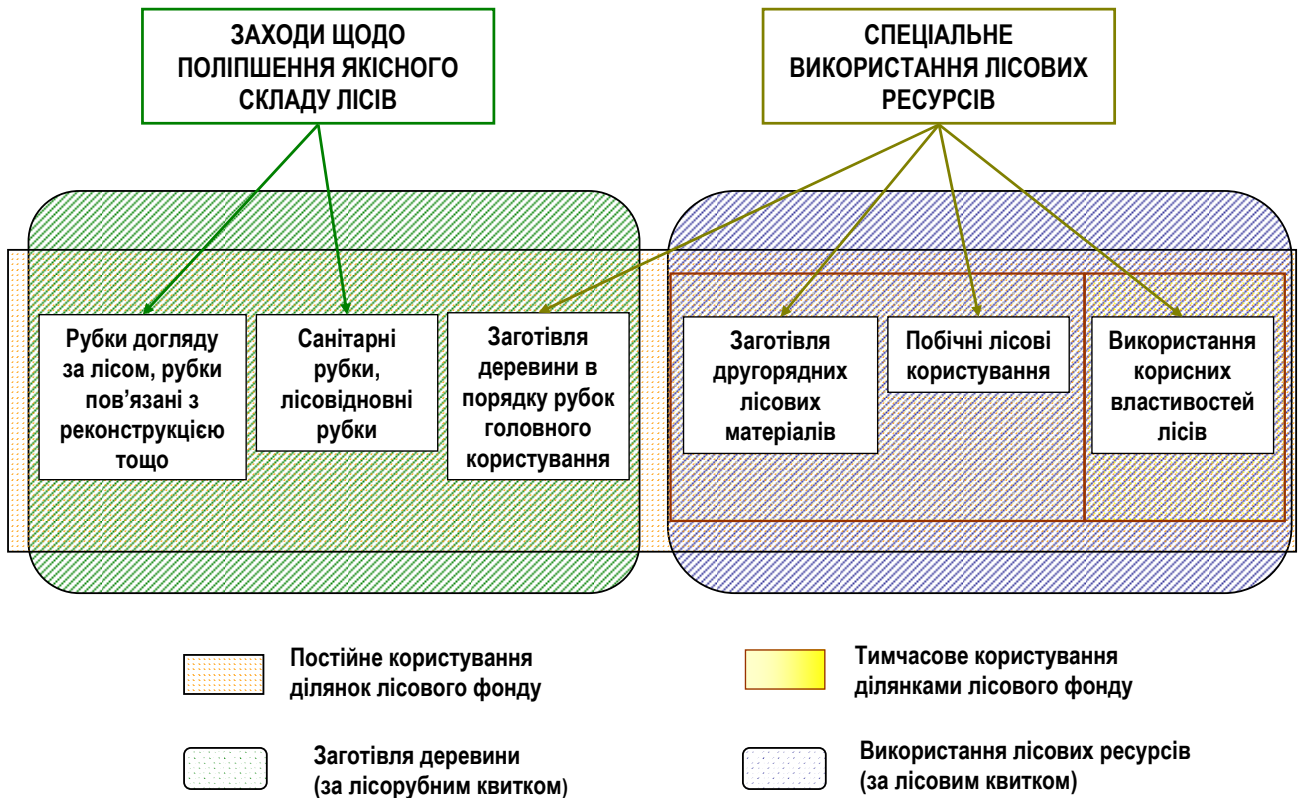 ЗАХОДИ ЩОДО
ПОЛІПШЕННЯ ЯКІСНОГО
СКЛАДУ ЛІСІВ
СПЕЦІАЛЬНЕ
ВИКОРИСТАННЯ ЛІСОВИХ
РЕСУРСІВ
Рубки догляду
за лісом, рубки
пов’язані з
реконструкцією
тощо
Санітарні
рубки,
лісовідновні
рубки
Заготівля
деревини в
порядку рубок
головного
користування
Заготівля
другорядних
лісових
матеріалів
Побічні лісові
користування
Використання
корисних
властивостей
лісів
Постійне користування
ділянок лісового фонду
Тимчасове користування
ділянками лісового фонду
Заготівля деревини
(за лісорубним квитком)
Використання лісових ресурсів
(за лісовим квитком)